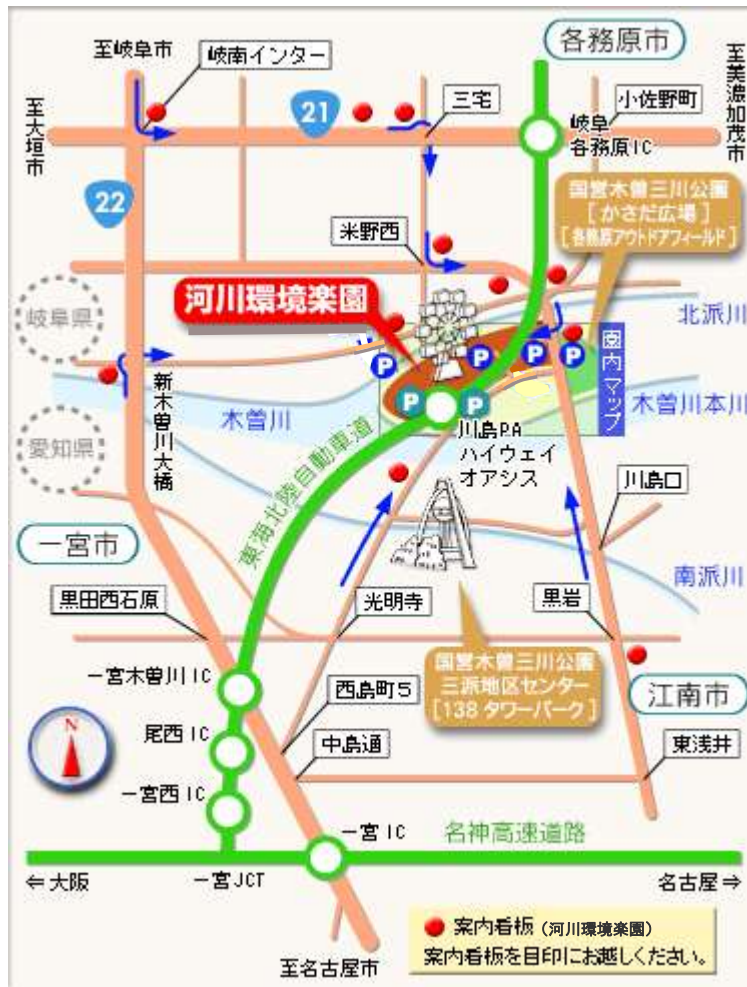 各務原市
至岐阜市
岐南インター
至美濃加茂市
至大垣市
21
三宅
小佐野町
岐阜
各務原IC
22
国営木曽三川公園
[かさだ広場]
[各務原アウトドアフィールド]
米野西
河川環境楽園
岐阜県
北派川
P
P
P
P
園内マップ
新木曽川大橋
木曽川
P
P
木曽川本川
愛知県
川島PA
ハイウェイ
オアシス
東海北陸自動車道
川島口
一宮市
南派川
黒田西石原
光明寺
黒岩
国営木曽三川公園
三派地区センター
[138タワーパーク]
一宮木曽川IC
西島町5
江南市
N
尾西IC
中島通
東浅井
一宮西IC
一宮IC
名神高速道路
⇐大阪
一宮JCT
名古屋⇒
至名古屋市
案内看板(河川環境楽園)
案内看板を目印にお越しください。